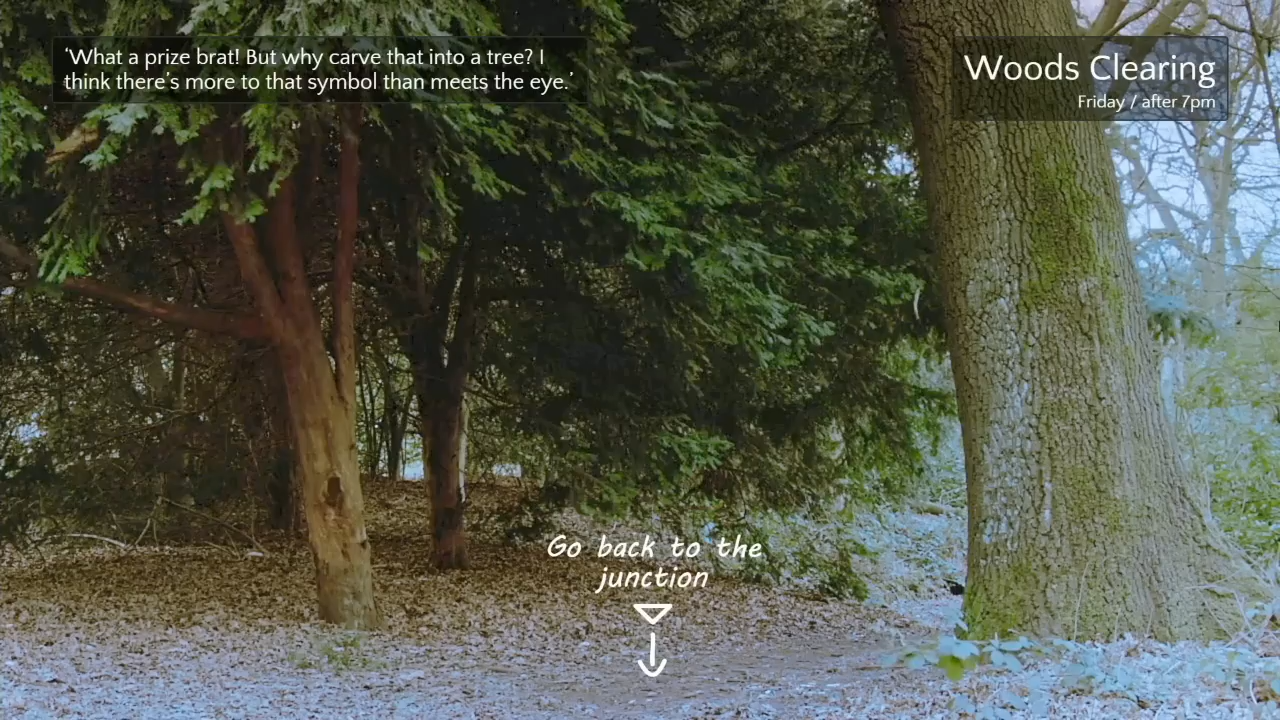 ‘What a prize brat! But why carve that into a tree? I
think there’s more to that symbol than meets the eye.’
Woods Clearing
Friday / after 7pm
Go back to the
junction